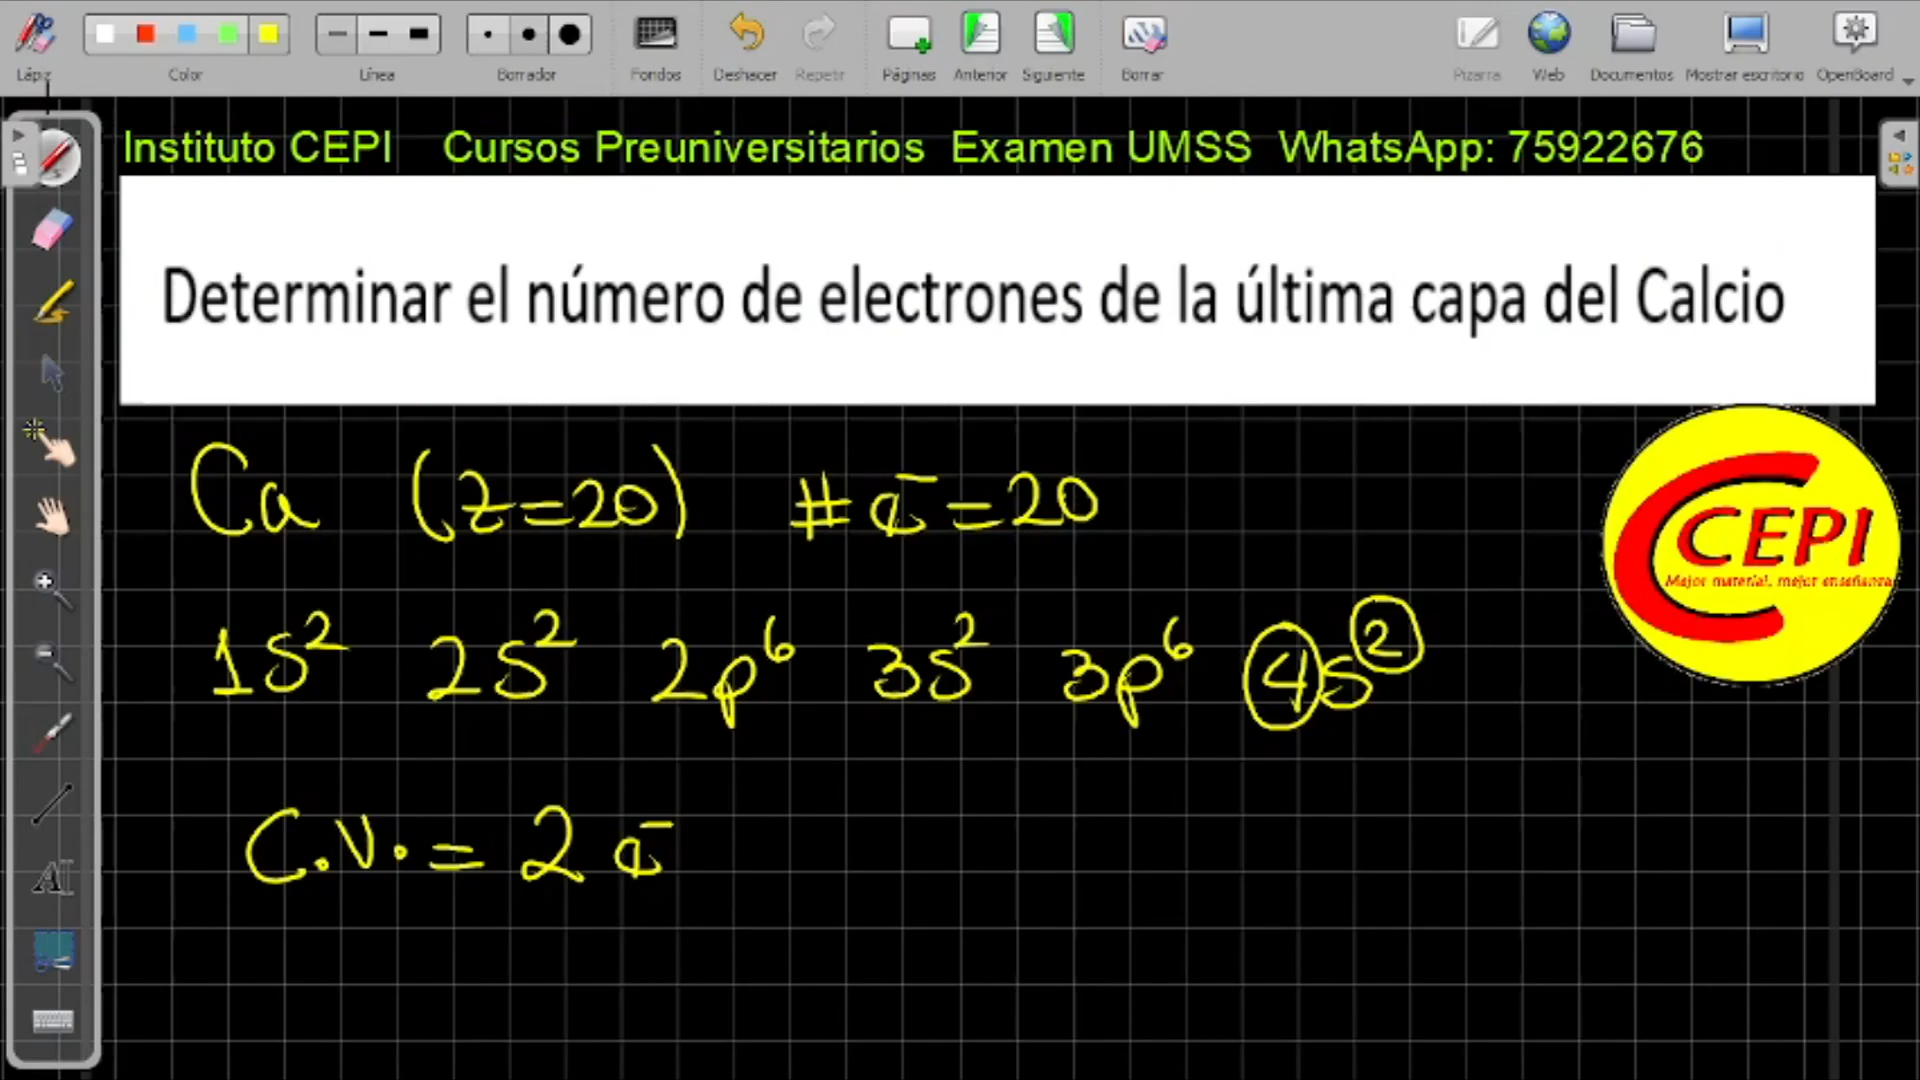 Lápiz Color Línea Borrador Fondos Deshacer Repetir Páginas Anterior Siguiente Borrar Pizarra Web Documentos Mostrar escritorio OpenBoard
Instituto CEPI Cursos Preuniversitarios Examen UMSS WhatsApp: 75922676
Determinar el número de electrones de la última capa del Calcio
CEPI
Mejor material, mejor enseñanza
Ca (z=20) # e⁻ = 20
1s² 2s² 2p⁶ 3s² 3p⁶ 4s²
C.V. = 2 e⁻